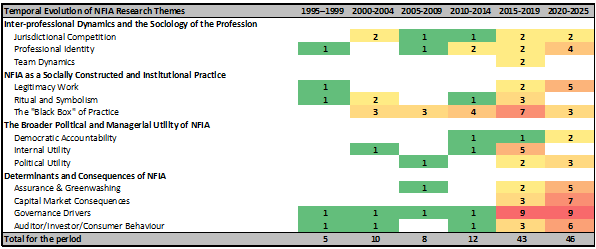 Temporal Evolution of NFIA Research Themes 1995–1999 2000-2004 2005-2009 2010-2014 2015-2019 2020-2025
Inter-professional Dynamics and the Sociology of the Profession
Jurisdictional Competition 2 1 1 2 2
Professional Identity 1 1 2 2 4
Team Dynamics 2
NFIA as a Socially Constructed and Institutional Practice
Legitimacy Work 1 2 5
Ritual and Symbolism 1 2 1 3
The "Black Box" of Practice 3 3 4 7 3
The Broader Political and Managerial Utility of NFIA
Democratic Accountability 1 1 2
Internal Utility 1 1 5
Political Utility 1 2 3
Determinants and Consequences of NFIA
Assurance & Greenwashing 1 2 5
Capital Market Consequences 3 7
Governance Drivers 1 1 1 1 9 9
Auditor/Investor/Consumer Behaviour 1 1 1 3 6
Total for the period 5 10 8 12 43 46